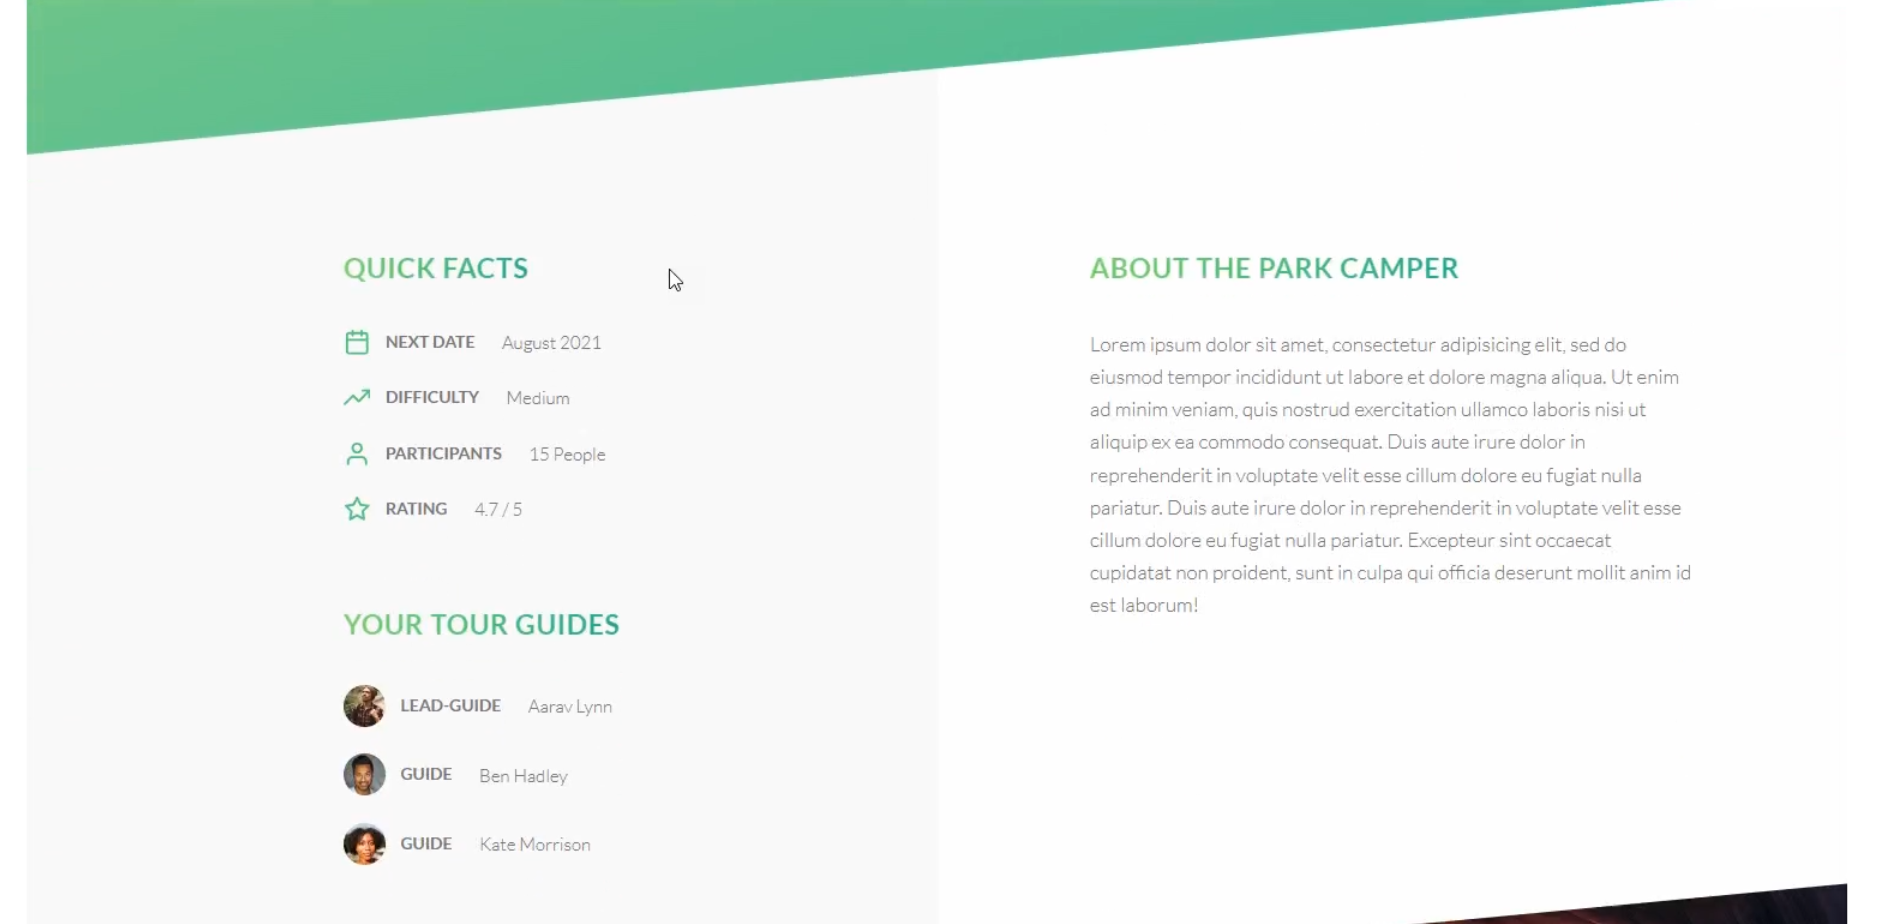 QUICK FACTS
NEXT DATE August 2021
DIFFICULTY Medium
PARTICIPANTS 15 People
RATING 4.7 / 5
YOUR TOUR GUIDES
LEAD-GUIDE Aarav Lynn
GUIDE Ben Hadley
GUIDE Kate Morrison
ABOUT THE PARK CAMPER
Lorem ipsum dolor sit amet, consectetur adipisicing elit, sed do
eiusmod tempor incididunt ut labore et dolore magna aliqua. Ut enim
ad minim veniam, quis nostrud exercitation ullamco laboris nisi ut
aliquip ex ea commodo consequat. Duis aute irure dolor in
reprehenderit in voluptate velit esse cillum dolore eu fugiat nulla
pariatur. Duis aute irure dolor in reprehenderit in voluptate velit esse
cillum dolore eu fugiat nulla pariatur. Excepteur sint occaecat
cupidatat non proident, sunt in culpa qui officia deserunt mollit anim id
est laborum!